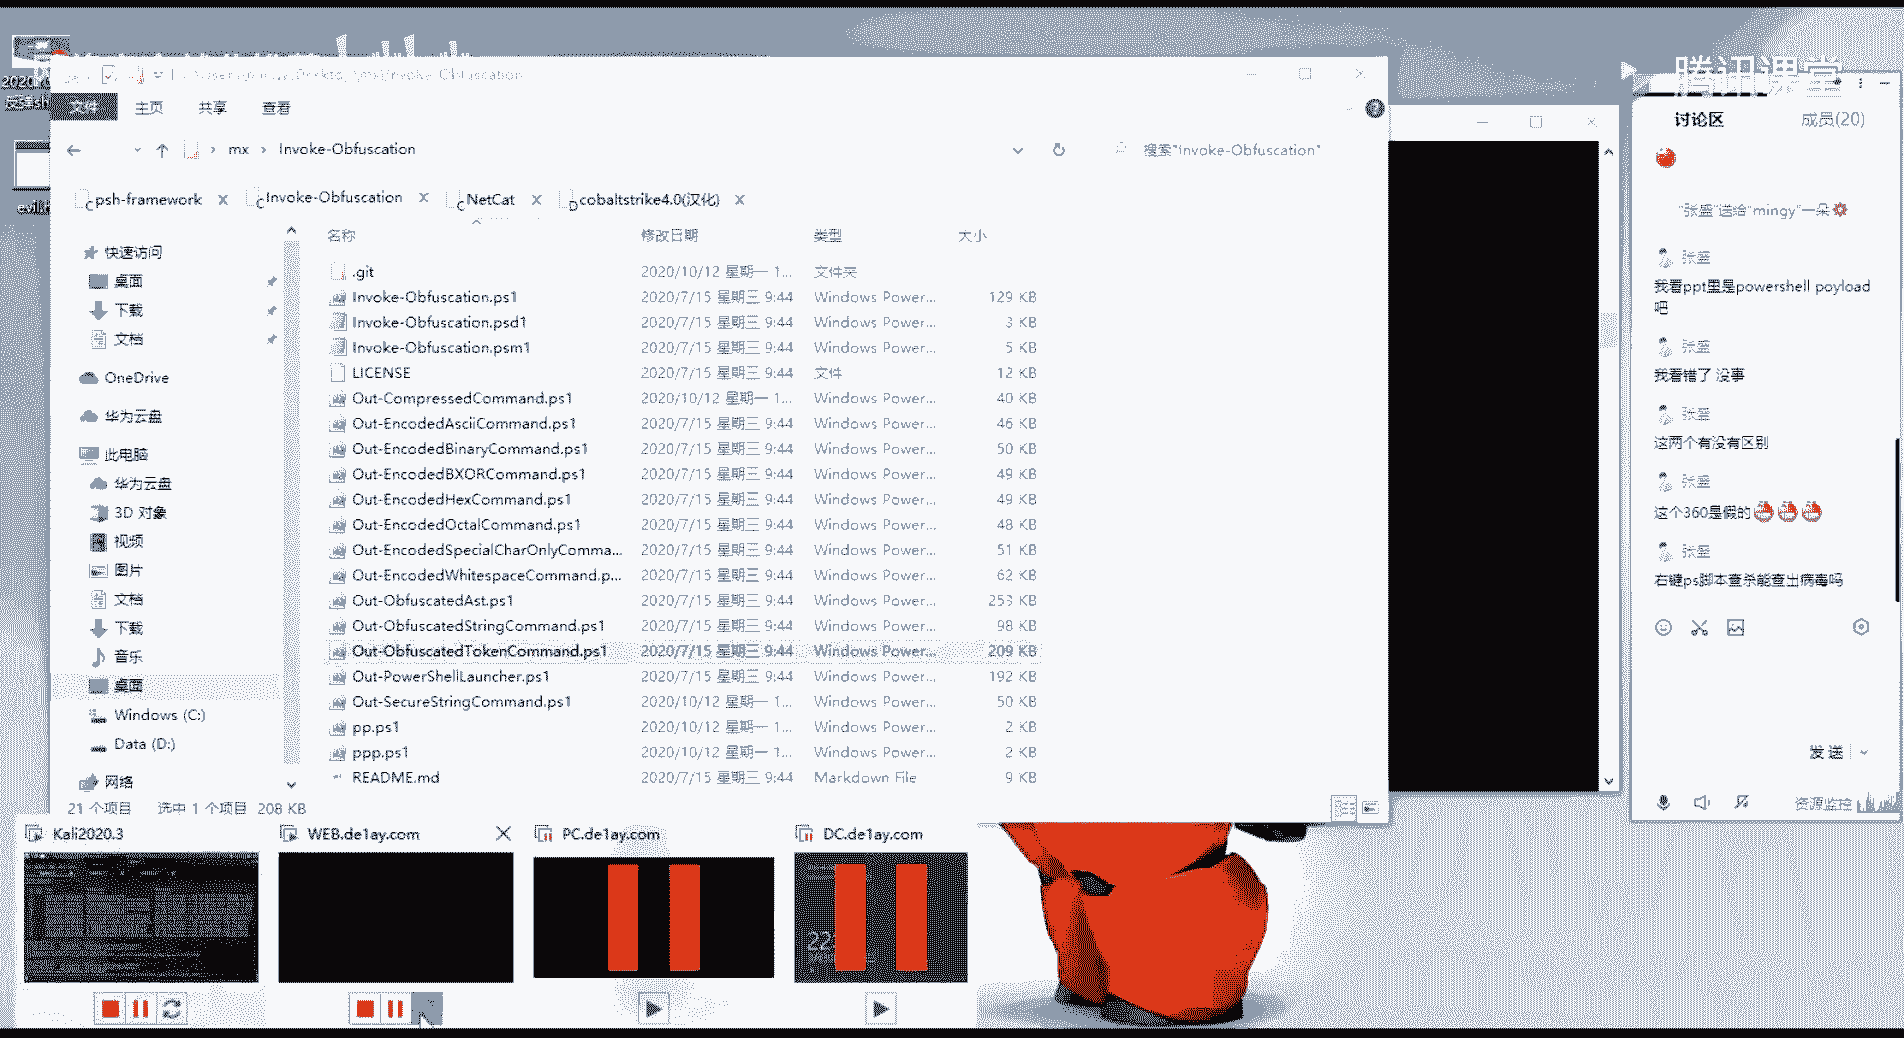 腾讯课堂
Invoke-Obfuscation
文件 主页 共享 查看
mx › Invoke-Obfuscation
搜索"Invoke-Obfuscation"
psh-framework Invoke-Obfuscation NetCat cobaltstrike4.0(汉化)
名称 修改日期 类型 大小
.git 2020/10/12 星期一 1... 文件夹
Invoke-Obfuscation.ps1 2020/7/15 星期三 9:44 Windows Power... 129 KB
Invoke-Obfuscation.psd1 2020/7/15 星期三 9:44 Windows Power... 3 KB
Invoke-Obfuscation.psm1 2020/7/15 星期三 9:44 Windows Power... 5 KB
LICENSE 2020/7/15 星期三 9:44 文件 12 KB
Out-CompressedCommand.ps1 2020/10/12 星期一 1... Windows Power... 40 KB
Out-EncodedAsciiCommand.ps1 2020/7/15 星期三 9:44 Windows Power... 46 KB
Out-EncodedBinaryCommand.ps1 2020/7/15 星期三 9:44 Windows Power... 50 KB
Out-EncodedBXORCommand.ps1 2020/7/15 星期三 9:44 Windows Power... 49 KB
Out-EncodedHexCommand.ps1 2020/7/15 星期三 9:44 Windows Power... 49 KB
Out-EncodedOctalCommand.ps1 2020/7/15 星期三 9:44 Windows Power... 48 KB
Out-EncodedSpecialCharOnlyComma... 2020/7/15 星期三 9:44 Windows Power... 51 KB
Out-EncodedWhitespaceCommand.p... 2020/7/15 星期三 9:44 Windows Power... 62 KB
Out-ObfuscatedAst.ps1 2020/7/15 星期三 9:44 Windows Power... 253 KB
Out-ObfuscatedStringCommand.ps1 2020/7/15 星期三 9:44 Windows Power... 98 KB
Out-ObfuscatedTokenCommand.ps1 2020/7/15 星期三 9:44 Windows Power... 209 KB
Out-PowerShellLauncher.ps1 2020/7/15 星期三 9:44 Windows Power... 192 KB
Out-SecureStringCommand.ps1 2020/10/12 星期一 1... Windows Power... 50 KB
pp.ps1 2020/10/12 星期一 1... Windows Power... 2 KB
ppp.ps1 2020/10/12 星期一 1... Windows Power... 2 KB
README.md 2020/7/15 星期三 9:44 Markdown File 9 KB
快速访问
桌面
下载
文档
OneDrive
华为云盘
此电脑
华为云盘
3D 对象
视频
图片
文档
下载
音乐
桌面
Windows (C:)
Data (D:)
网络
21 个项目 选中 1 个项目 208 KB
Kali2020.3 WEB.de1ay.com PC.de1ay.com DC.de1ay.com
讨论区 成员(20)
"张盛"送给"mingy"一朵
张盛
我看ppt里是powershell poyload
吧
张盛
我看错了 没事
张盛
这两个有没有区别
张盛
这个360是假的
张盛
右键ps脚本查杀能查出病毒吗
发送
资源监控